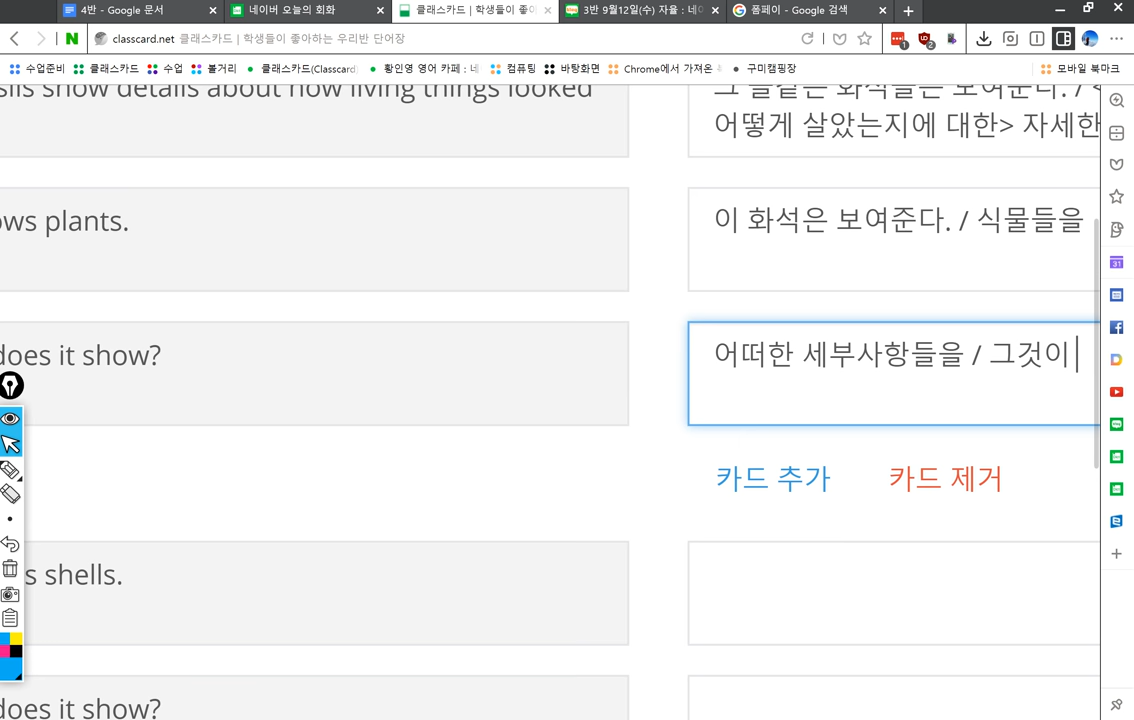 4반 - Google 문서
네이버 오늘의 회화
클래스카드 | 학생들이 좋아
3반 9월12일(수) 자율 : 네이
폼페이 - Google 검색
N classcard.net 클래스카드 | 학생들이 좋아하는 우리반 단어장
수업준비 클래스카드 수업 볼거리 클래스카드(Classcard 황인영 영어 카페 : 네 컴퓨팅 바탕화면 Chrome에서 가져온 구미캠핑장 모바일 북마크
sils show details about how living things looked
어떻게 살았는지에 대한> 자세한
ows plants.
이 화석은 보여준다. / 식물들을
does it show?
어떠한 세부사항들을 / 그것이
카드 추가 카드 제거
s shells.
does it show?